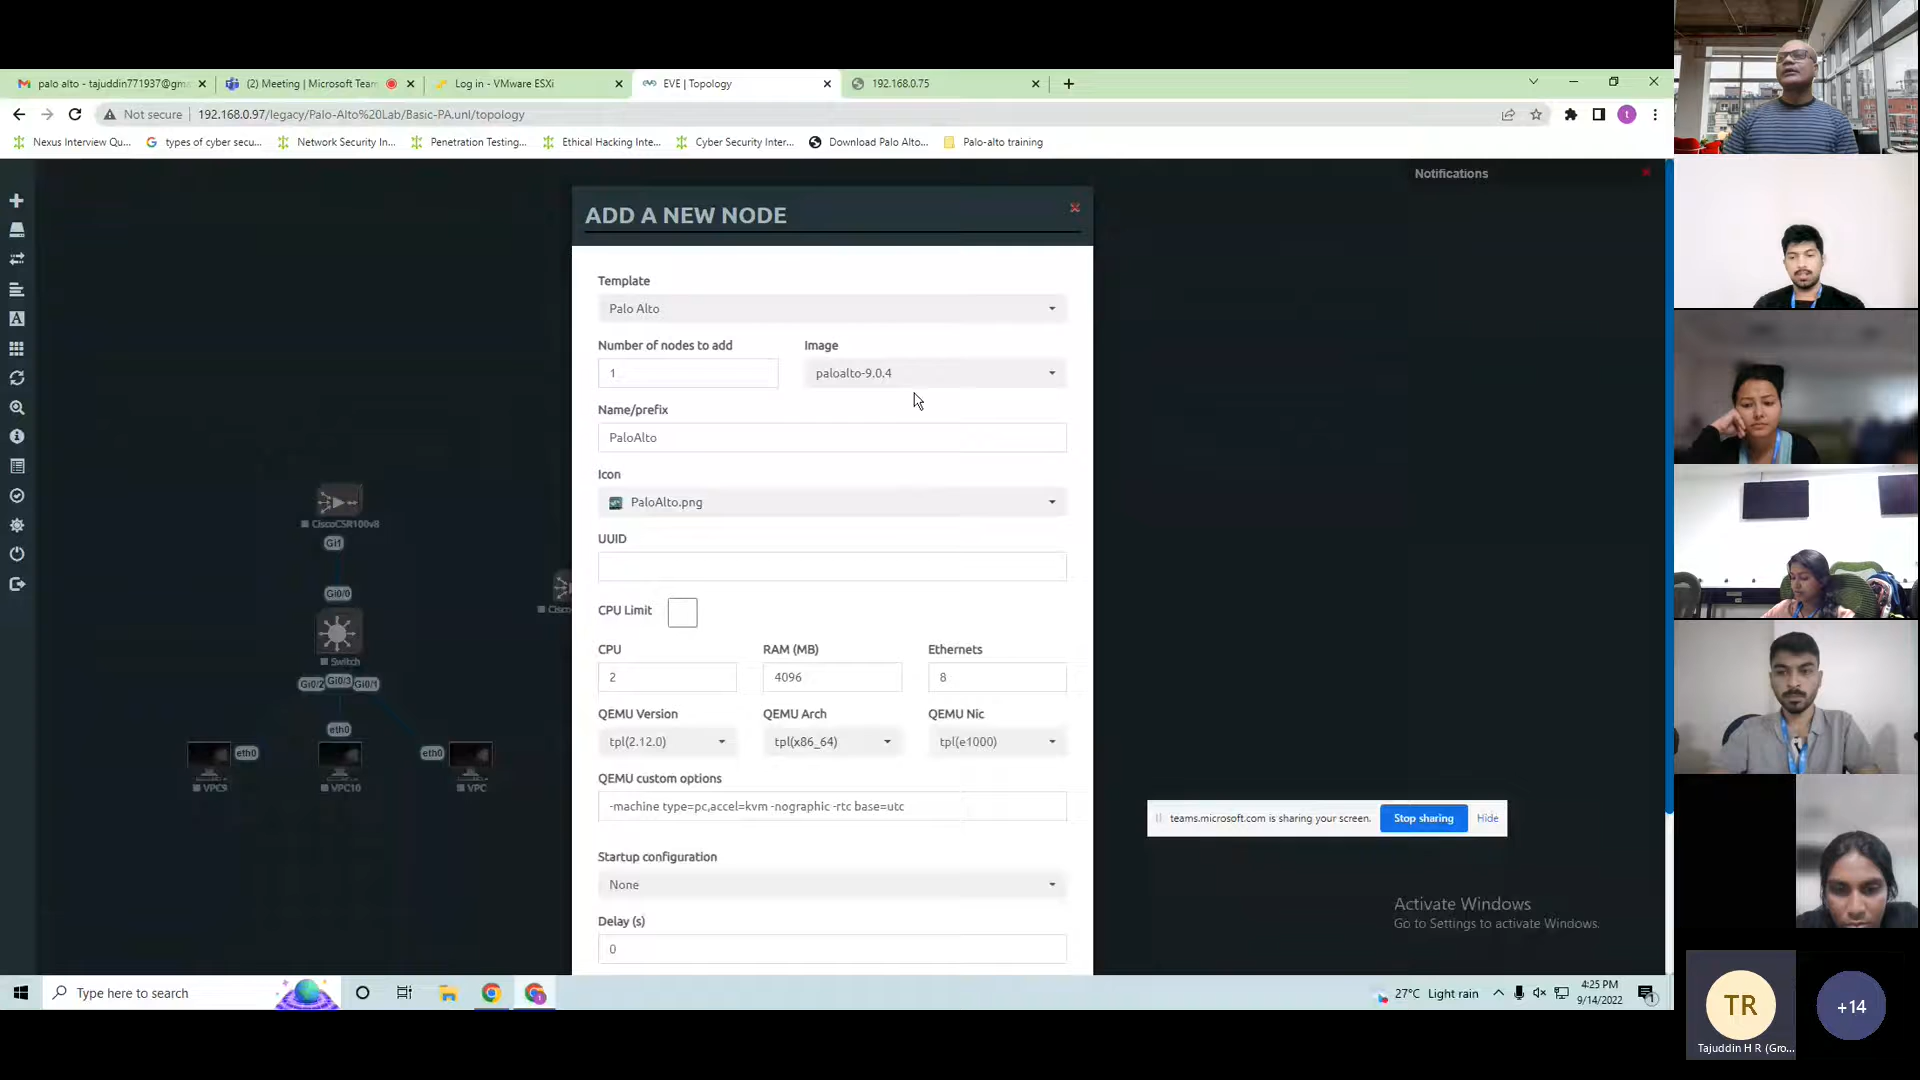 palo alto - tajuddin771937@gma
(2) Meeting | Microsoft Team
Log in - VMware ESXi
EVE | Topology
192.168.0.75
Not secure
192.168.0.97/legacy/Palo-Alto%20Lab/Basic-PA.unl/topology
t
Nexus Interview Qu...
types of cyber secu...
Network Security In...
Penetration Testing...
Ethical Hacking Inte...
Cyber Security Inter...
Download Palo Alto...
Palo-alto training
Notifications
ADD A NEW NODE
Template
Palo Alto
Number of nodes to add
Image
1
paloalto-9.0.4
Name/prefix
PaloAlto
Icon
PaloAlto.png
UUID
CPU Limit
CPU
RAM (MB)
Ethernets
2
4096
8
QEMU Version
QEMU Arch
QEMU Nic
tpl(2.12.0)
tpl(x86_64)
tpl(e1000)
QEMU custom options
-machine type=pc,accel=kvm -nographic -rtc base=utc
Startup configuration
None
Delay (s)
0
CiscoCSR100v8
Gi1
Gi0/0
Cisco
Switch
Gi0/2
Gi0/3
Gi0/1
eth0
eth0
eth0
VPC9
VPC10
VPC
teams.microsoft.com is sharing your screen.
Stop sharing
Hide
Activate Windows
Go to Settings to activate Windows.
Type here to search
27°C Light rain
4:25 PM
9/14/2022
1
TR
Tajuddin H R (Gro...
+14